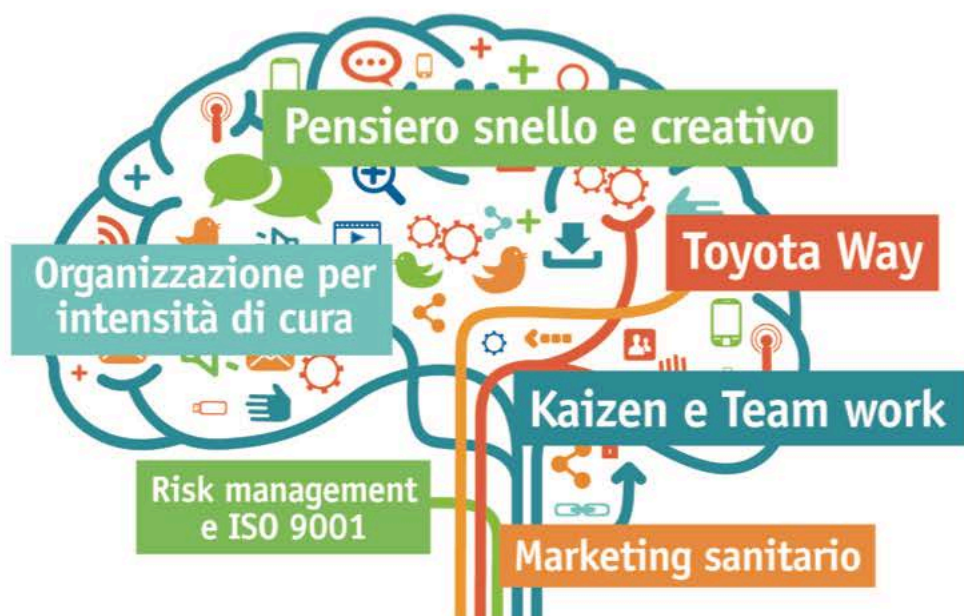 Pensiero snello e creativo
Toyota Way
Organizzazione per
intensità di cura
Kaizen e Team work
Risk management
e ISO 9001
Marketing sanitario